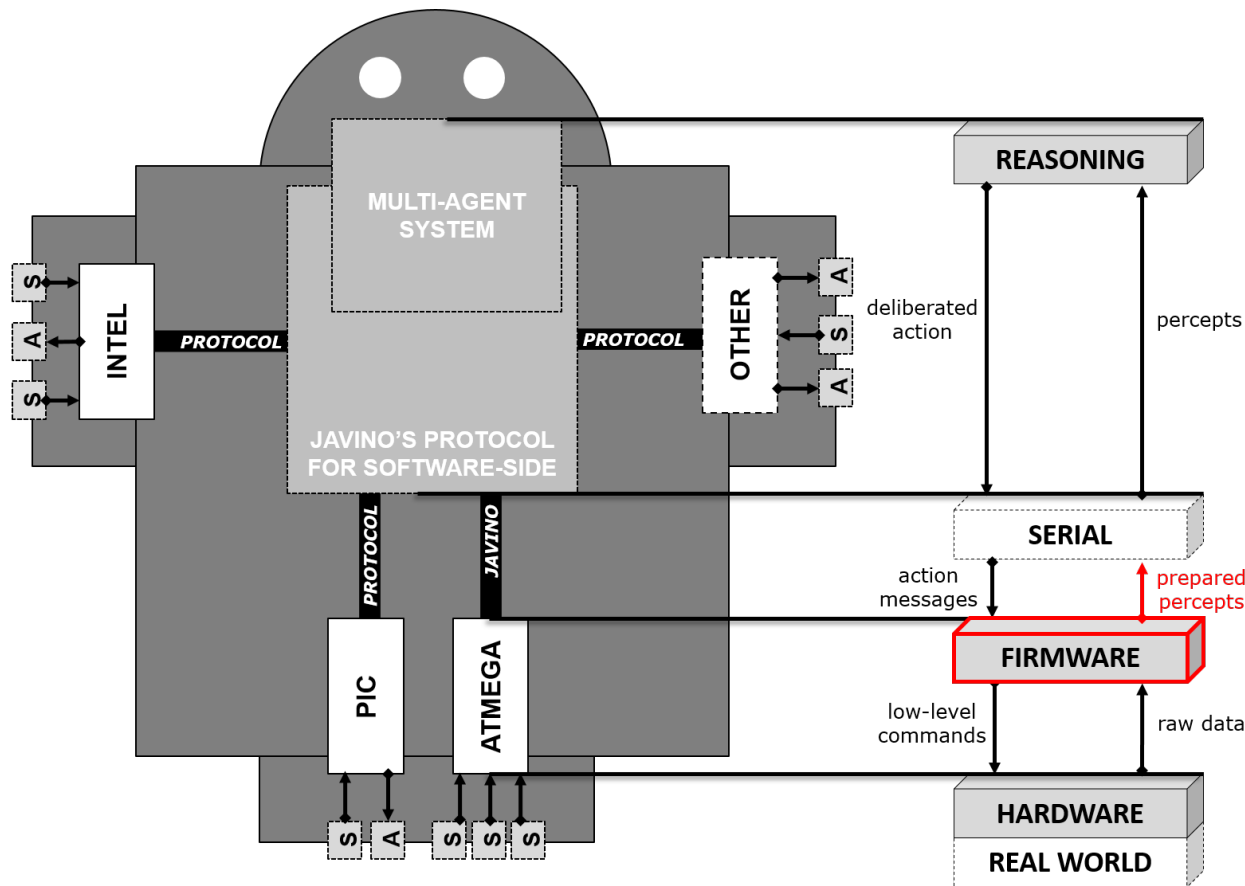 REASONING
MULTI-AGENT
SYSTEM
S
A
S
INTEL
PROTOCOL
PROTOCOL
OTHER
A
S
A
deliberated
action
percepts
JAVINO'S PROTOCOL
FOR SOFTWARE-SIDE
SERIAL
PROTOCOL
JAVINO
action
messages
prepared
percepts
FIRMWARE
PIC
ATMEGA
low-level
commands
raw data
HARDWARE
REAL WORLD
S
A
S
S
S